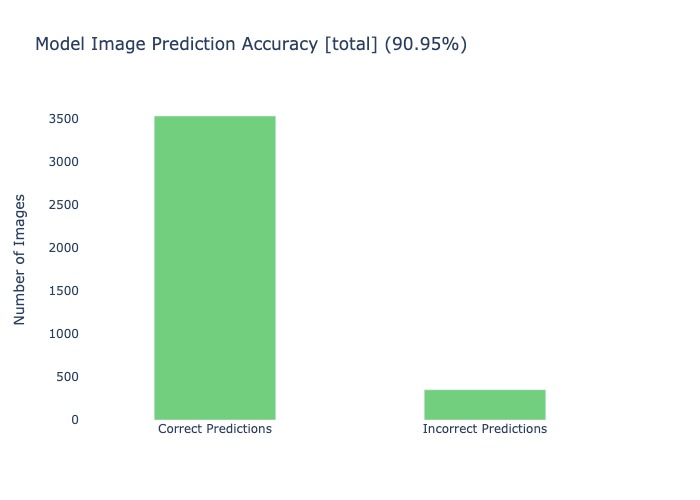 Model Image Prediction Accuracy [total] (90.95%)
Number of Images
3500
3000
2500
2000
1500
1000
500
0
Correct Predictions
Incorrect Predictions